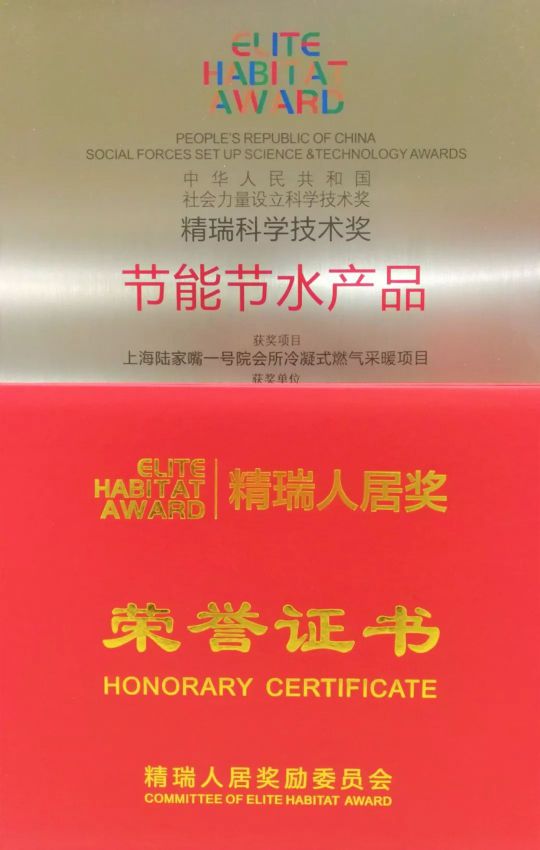 ELITE
HABITAT
AWARD
PEOPLE'S REPUBLIC OF CHINA
SOCIAL FORCES SET UP SCIENCE &TECHNOLOGY AWARDS
中华人民共和国
社会力量设立科学技术奖
精瑞科学技术奖
节能节水产品
获奖项目
上海陆家嘴一号院会所冷凝式燃气采暖项目
获奖单位
ELITE
HABITAT
AWARD
精瑞人居奖
荣誉证书
HONORARY CERTIFICATE
精瑞人居奖励委员会
COMMITTEE OF ELITE HABITAT AWARD